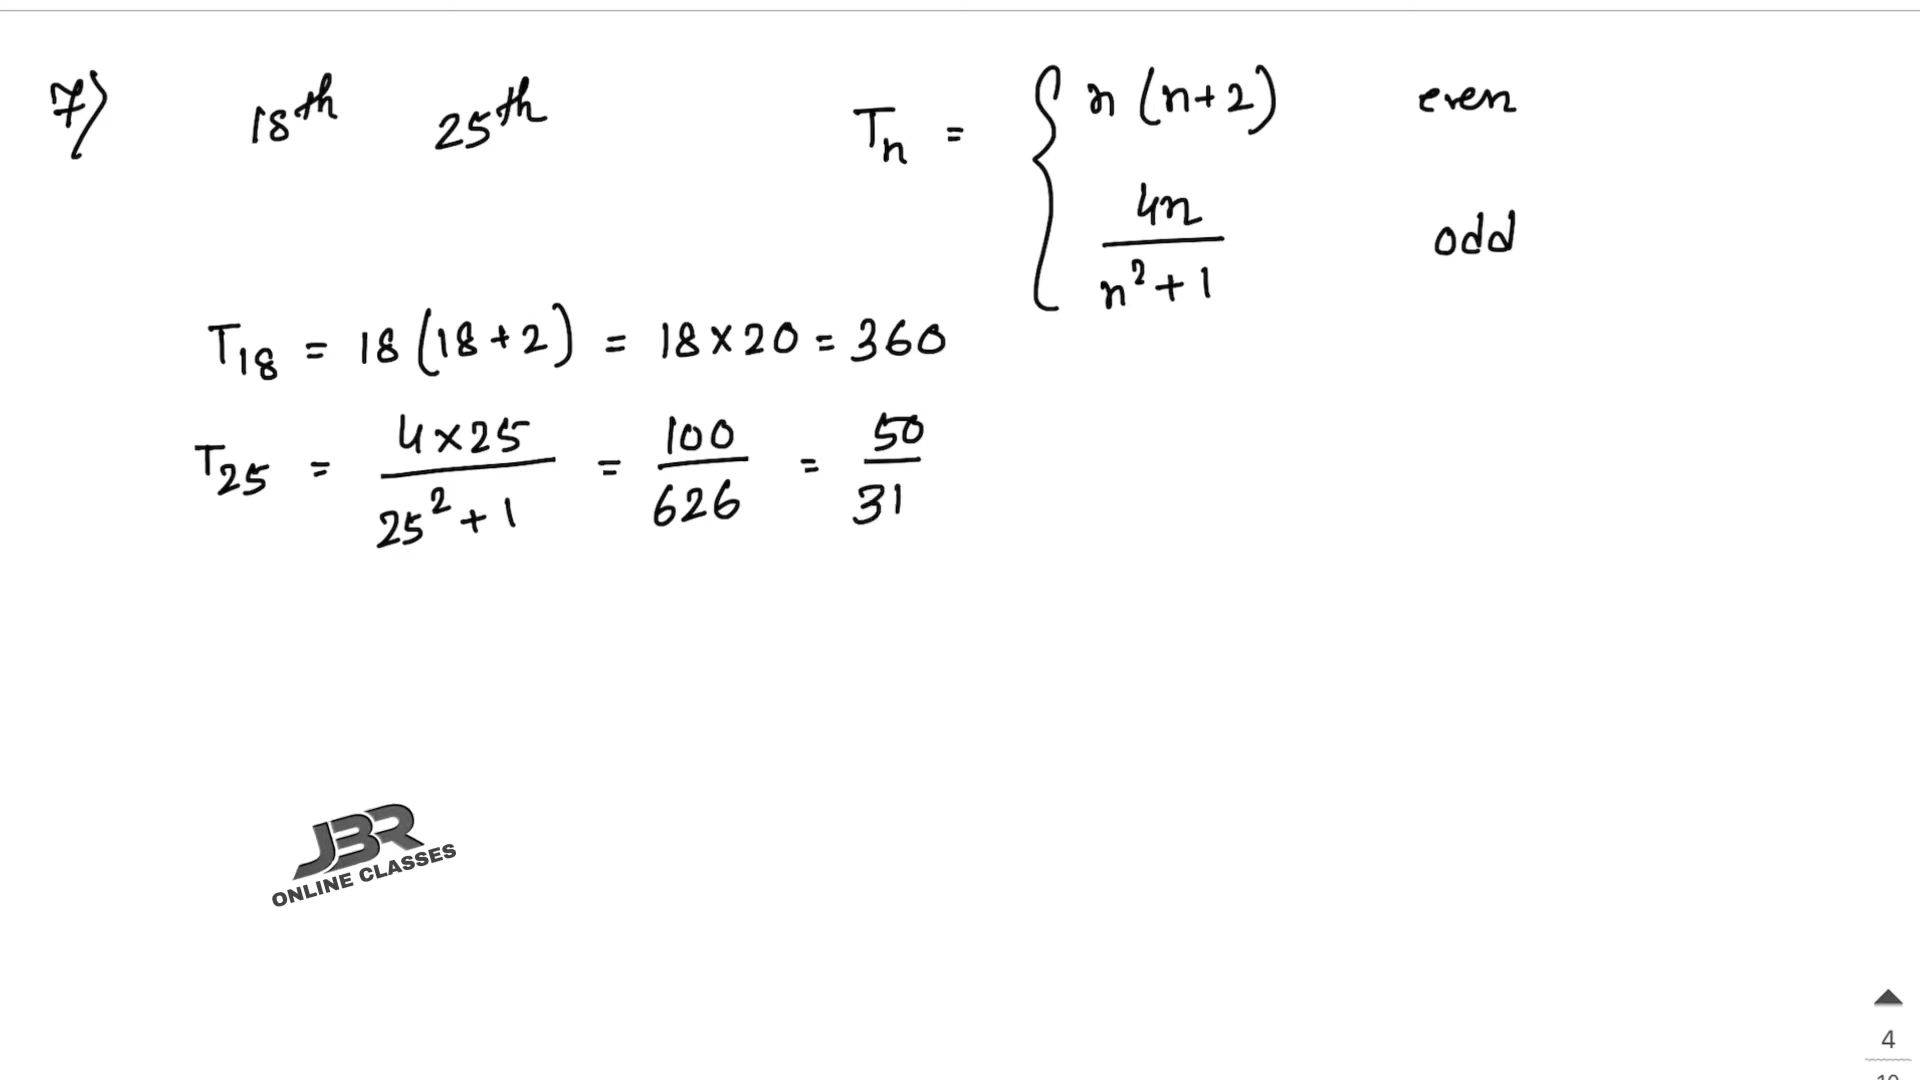 7) 18th 25th Tn = { n (n+2) even
4n / n² + 1 odd
T18 = 18 (18+2) = 18 × 20 = 360
T25 = 4×25 / 25² + 1 = 100 / 626 = 50 / 31
JBR
ONLINE CLASSES
4